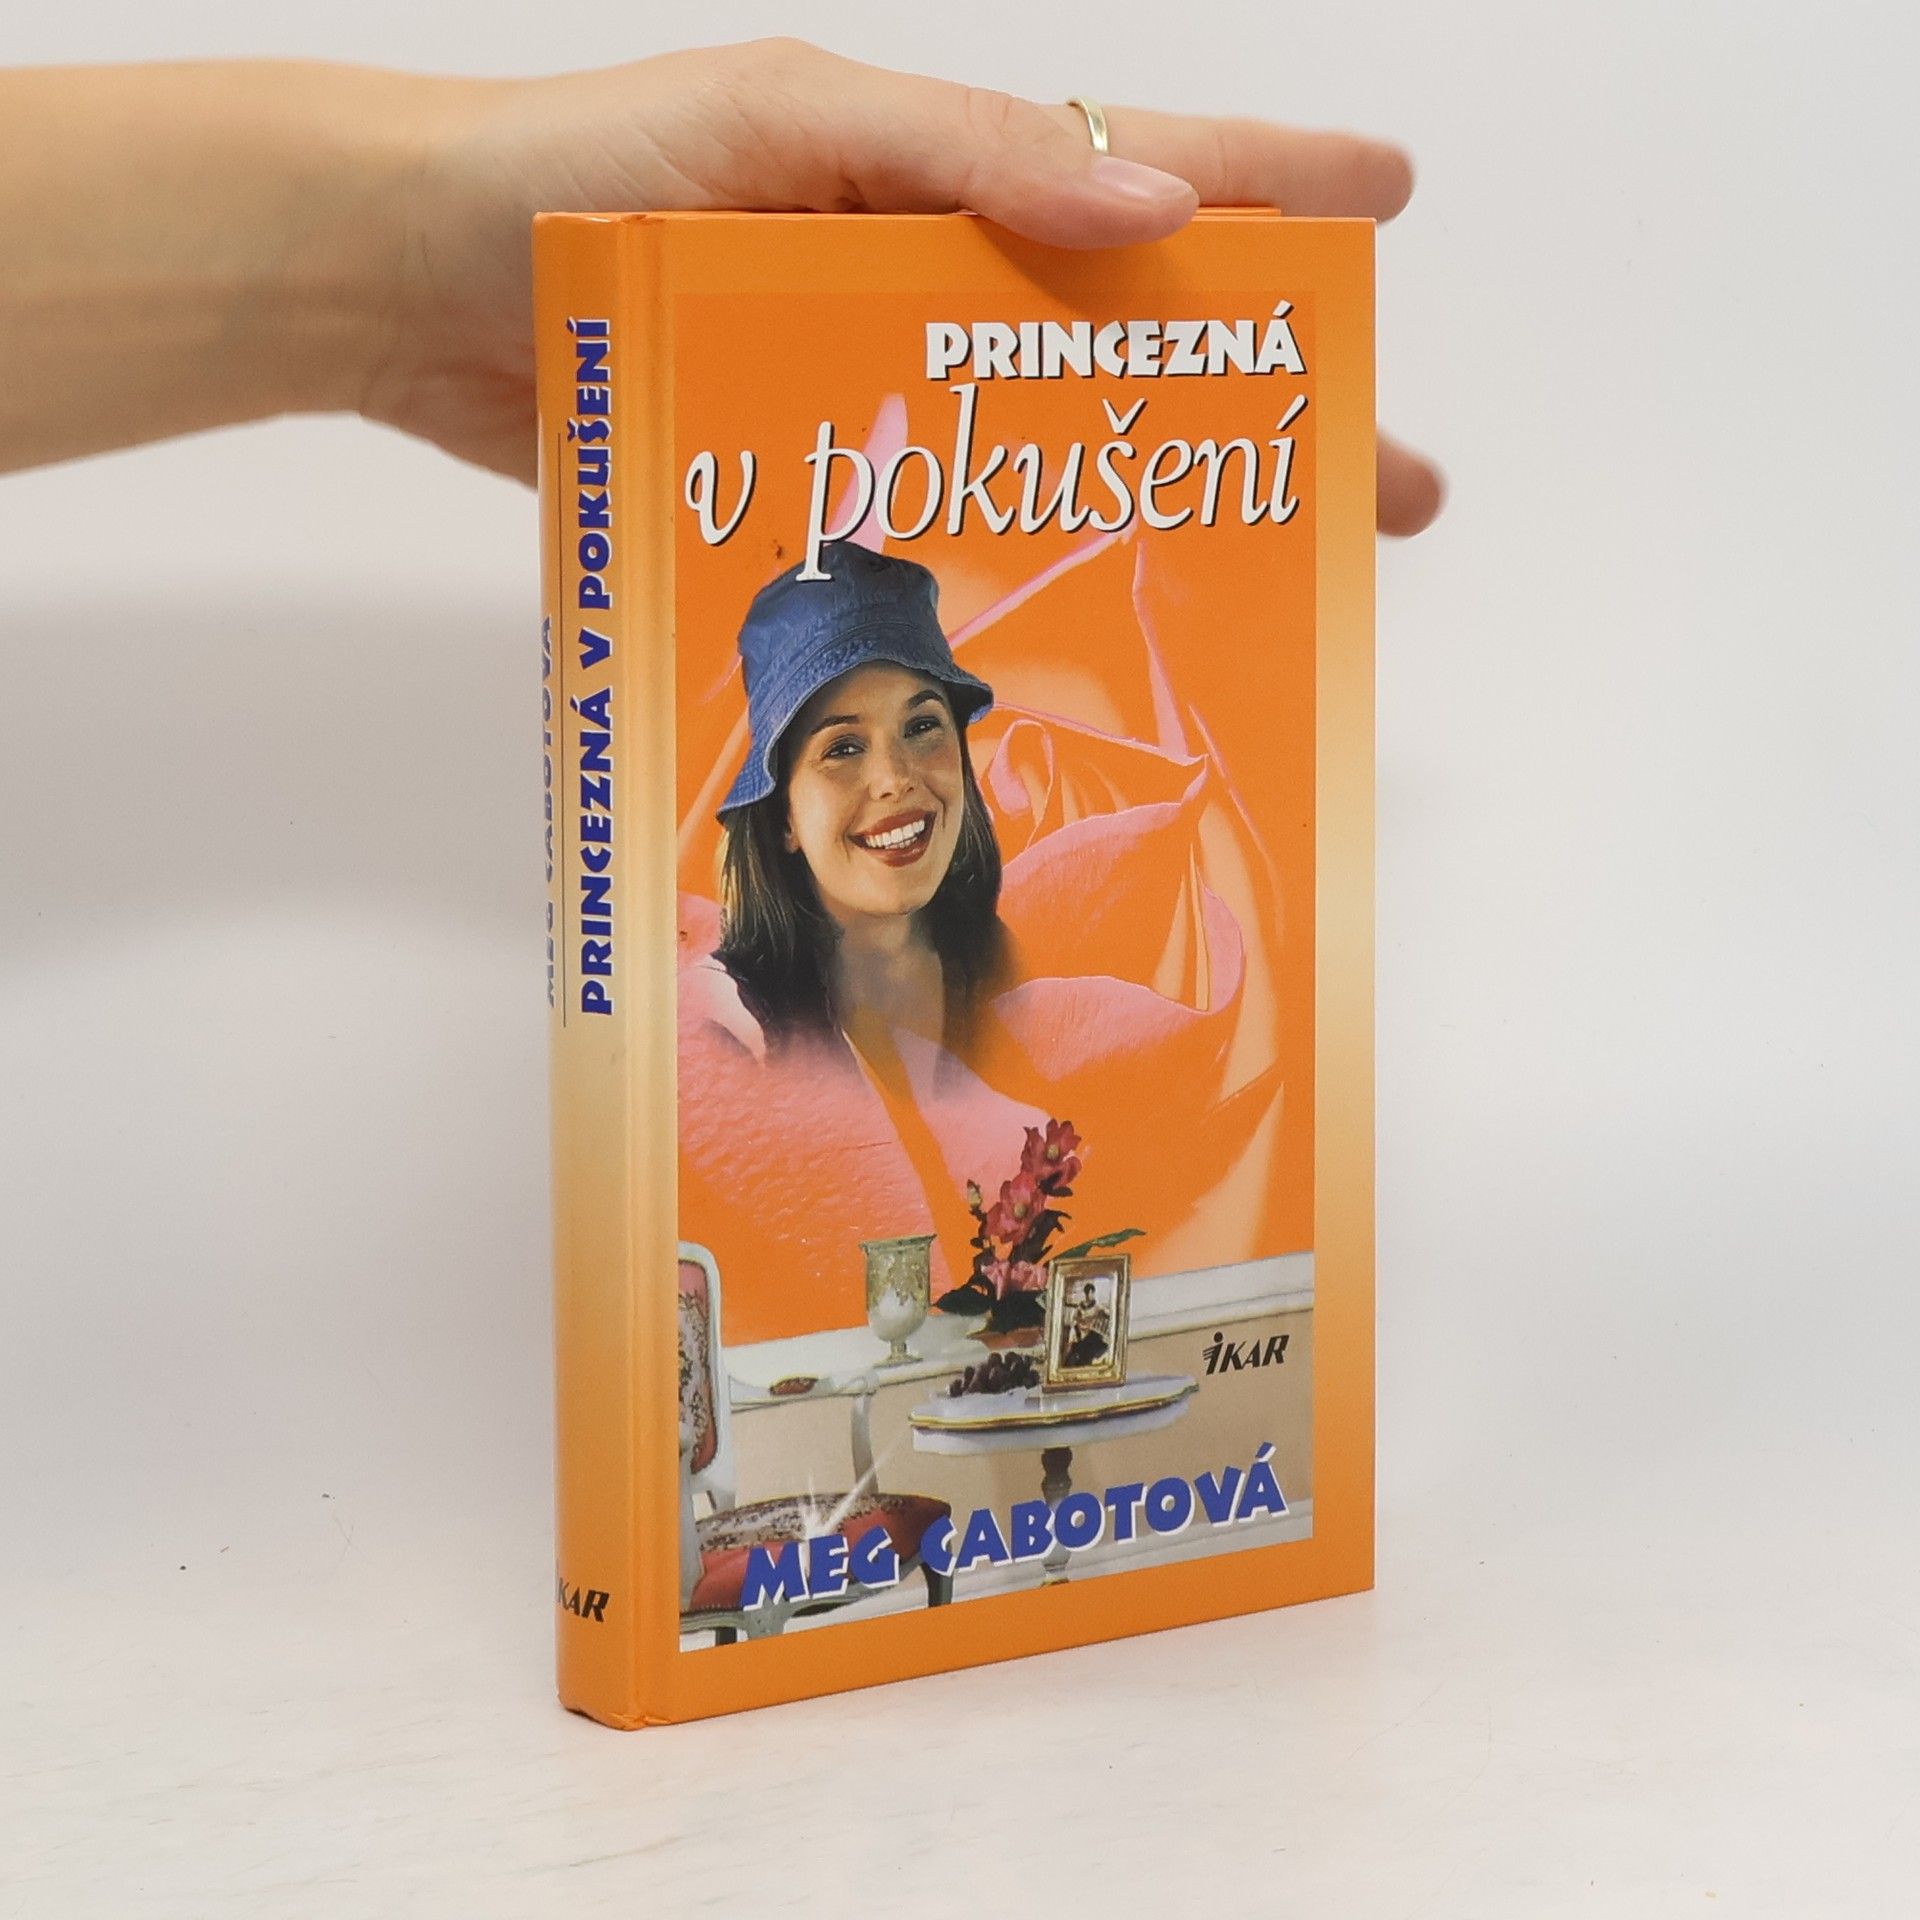 PRINCEZNÁ
v pokušení
IKAR
MEG CABOTOVÁ
MEG CABOTOVÁ
PRINCEZNÁ V POKUŠENÍ
IKAR